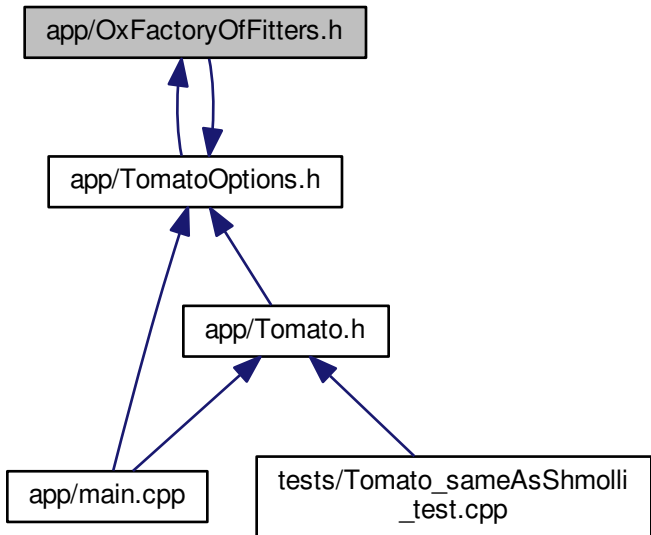 app/OxFactoryOfFitters.h
app/TomatoOptions.h
app/Tomato.h
app/main.cpp
tests/Tomato_sameAsShmolli
_test.cpp